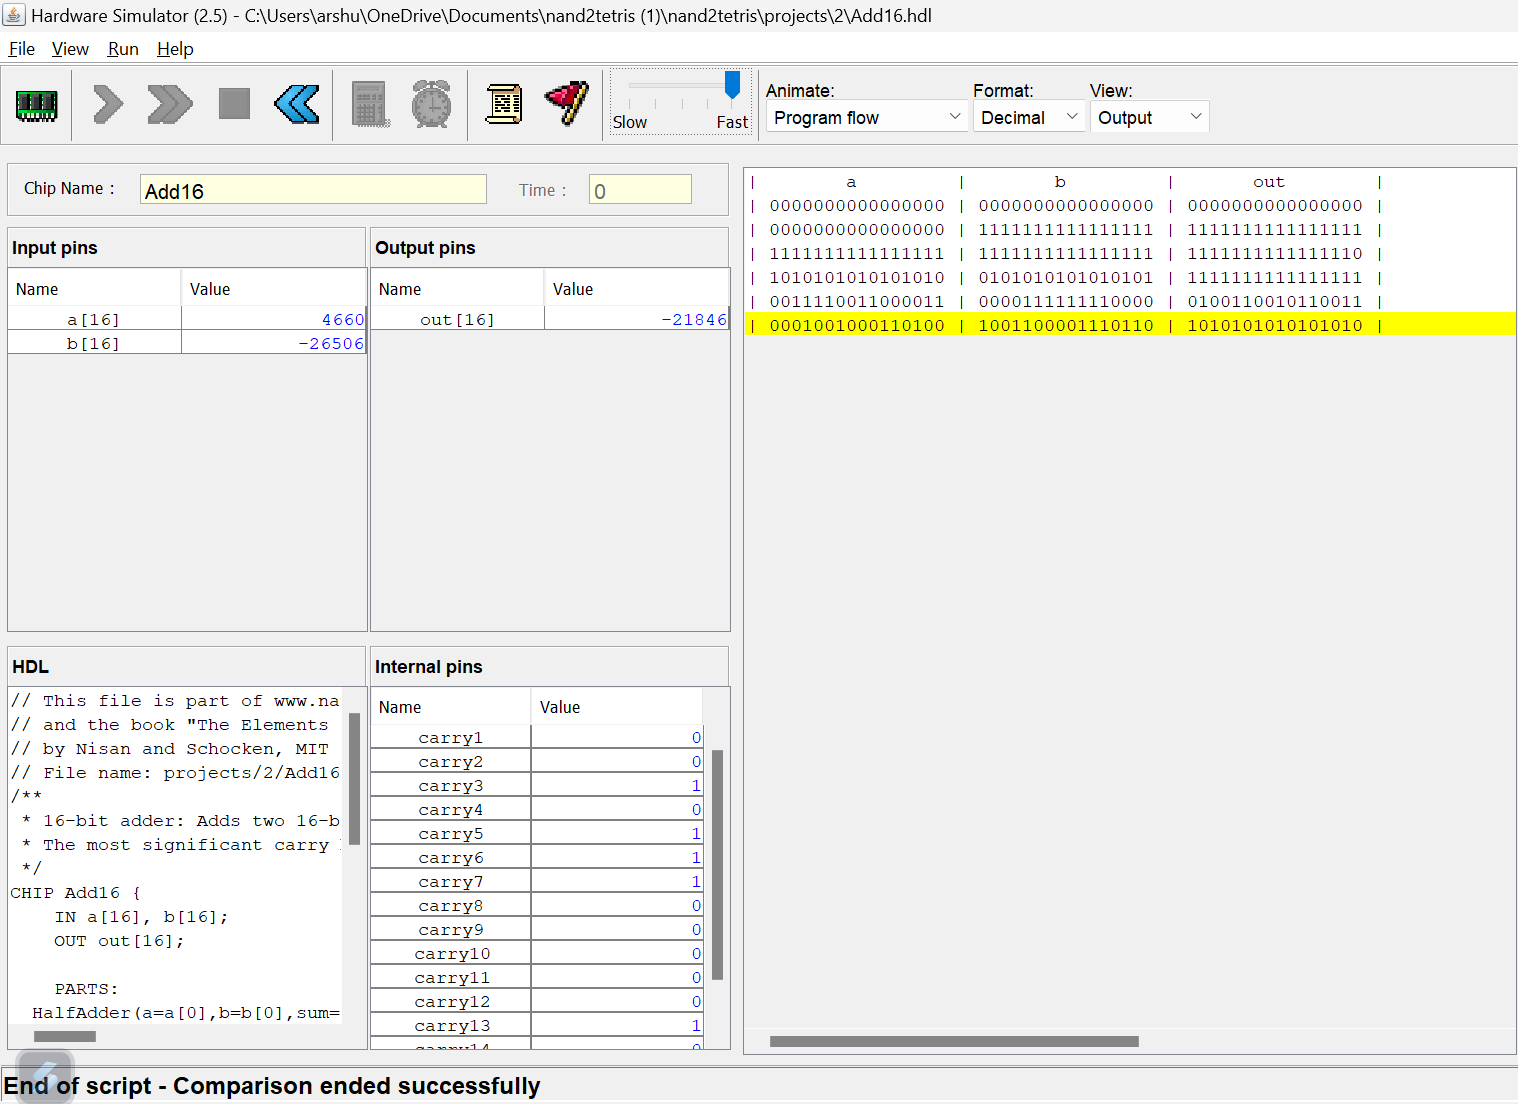 Hardware Simulator (2.5) - C:\Users\arshu\OneDrive\Documents\nand2tetris (1)\nand2tetris\projects\2\Add16.hdl
File View Run Help
Slow Fast
Animate: Format: View:
Program flow Decimal Output
Chip Name : Add16 Time : 0
Input pins
Name Value
a[16] 4660
b[16] -26506
Output pins
Name Value
out[16] -21846
| a | b | out |
| 0000000000000000 | 0000000000000000 | 0000000000000000 |
| 0000000000000000 | 1111111111111111 | 1111111111111111 |
| 1111111111111111 | 1111111111111111 | 1111111111111110 |
| 1010101010101010 | 0101010101010101 | 1111111111111111 |
| 0011110011000011 | 0000111111110000 | 0100110010110011 |
| 0001001000110100 | 1001100001110110 | 1010101010101010 |
HDL
// This file is part of www.na
// and the book "The Elements
// by Nisan and Schocken, MIT
// File name: projects/2/Add16
/**
* 16-bit adder: Adds two 16-b
* The most significant carry
*/
CHIP Add16 {
IN a[16], b[16];
OUT out[16];
PARTS:
HalfAdder(a=a[0],b=b[0],sum=
Internal pins
Name Value
carry1 0
carry2 0
carry3 1
carry4 0
carry5 1
carry6 1
carry7 1
carry8 0
carry9 0
carry10 0
carry11 0
carry12 0
carry13 1
carry14 0
End of script - Comparison ended successfully